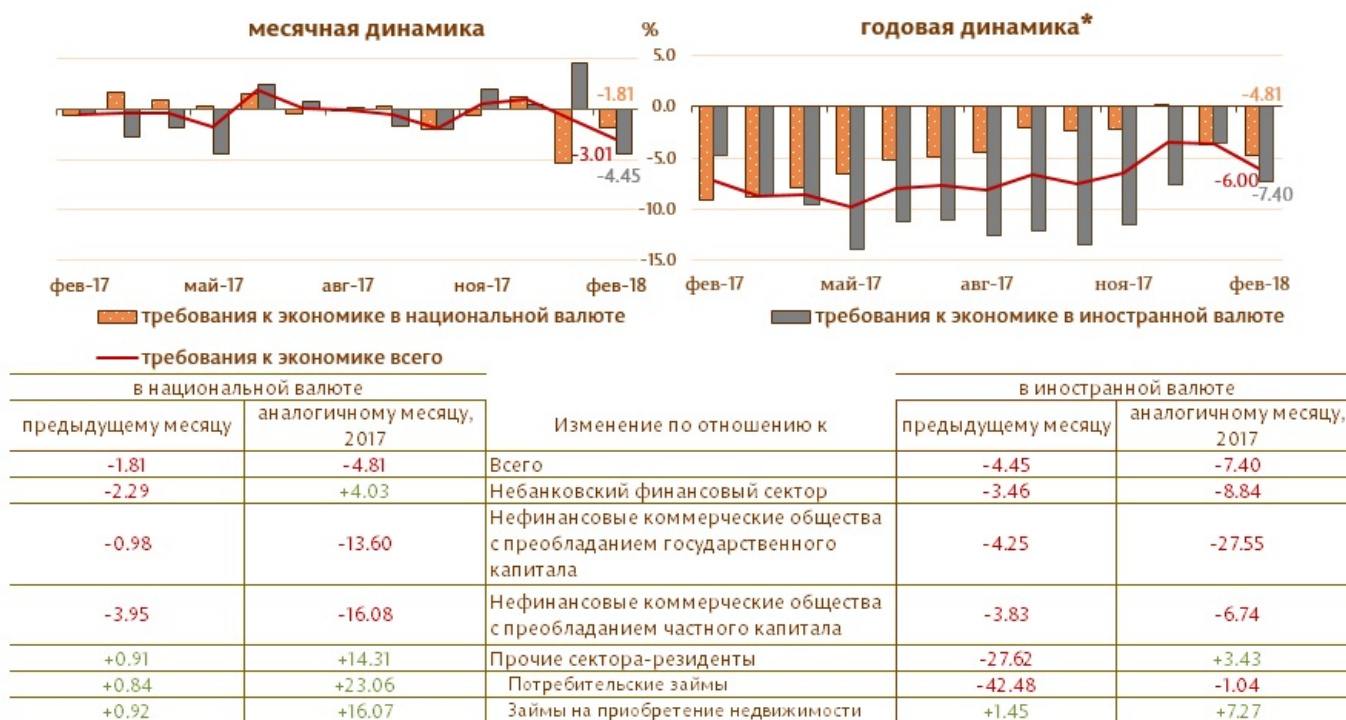 месячная динамика % годовая динамика*
5.0
-1.81 0.0 -4.81
-3.01 -5.0
-4.45 -6.00
-7.40
-10.0
-15.0
фев-17 май-17 авг-17 ноя-17 фев-18 фев-17 май-17 авг-17 ноя-17 фев-18
требования к экономике в национальной валюте требования к экономике в иностранной валюте
требования к экономике всего
в национальной валюте в иностранной валюте
предыдущему месяцу аналогичному месяцу, 2017 Изменение по отношению к предыдущему месяцу аналогичному месяцу, 2017
-1.81 -4.81 Всего -4.45 -7.40
-2.29 +4.03 Небанковский финансовый сектор -3.46 -8.84
Нефинансовые коммерческие общества
-0.98 -13.60 с преобладанием государственного -4.25 -27.55
капитала
-3.95 -16.08 Нефинансовые коммерческие общества -3.83 -6.74
с преобладанием частного капитала
+0.91 +14.31 Прочие сектора-резиденты -27.62 +3.43
+0.84 +23.06 Потребительские займы -42.48 -1.04
+0.92 +16.07 Займы на приобретение недвижимости +1.45 +7.27